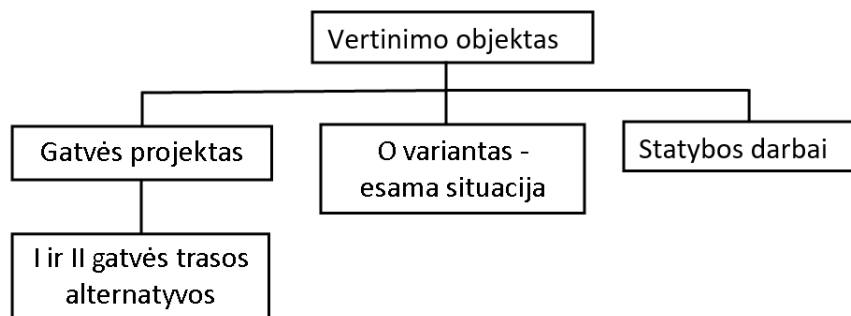 Vertinimo objektas
Gatvės projektas
O variantas -
esama situacija
Statybos darbai
I ir II gatvės trasos
alternatyvos